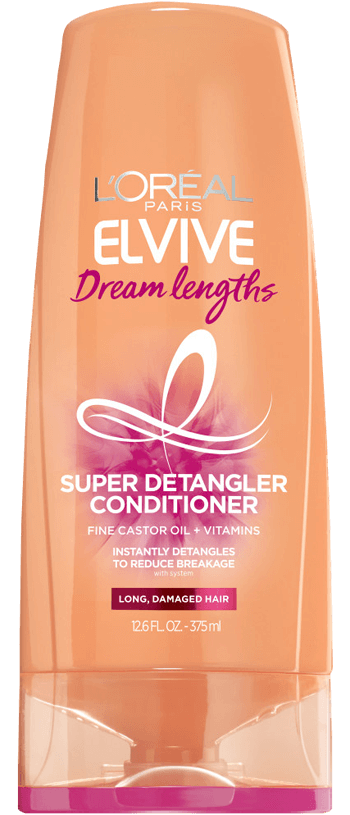 L'ORÉAL
PARIS
ELVIVE
Dream lengths
SUPER DETANGLER
CONDITIONER
FINE CASTOR OIL + VITAMINS
INSTANTLY DETANGLES
TO REDUCE BREAKAGE
with system
LONG, DAMAGED HAIR
12.6 FL. OZ. - 375 ml